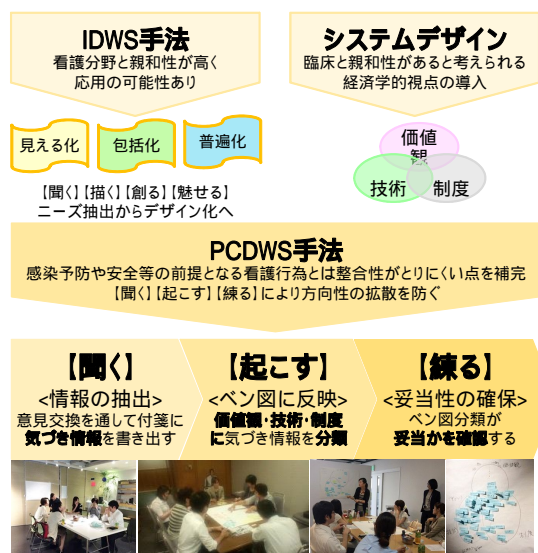 IDWS手法
看護分野と親和性が高く
応用の可能性あり
システムデザイン
臨床と親和性があると考えられる
経済学的視点の導入
見える化
包括化
普遍化
【聞く】【描く】【創る】【魅せる】
ニーズ抽出からデザイン化へ
価値観
技術
制度
PCDWS手法
感染予防や安全等の前提となる看護行為とは整合性がとりにくい点を補完
【聞く】【起こす】【練る】により方向性の拡散を防ぐ
【聞く】
<情報の抽出>
意見交換を通して付箋に
気づき情報を書き出す
【起こす】
<ベン図に反映>
価値観・技術・制度
に気づき情報を分類
【練る】
<妥当性の確保>
ベン図分類が
妥当かを確認する